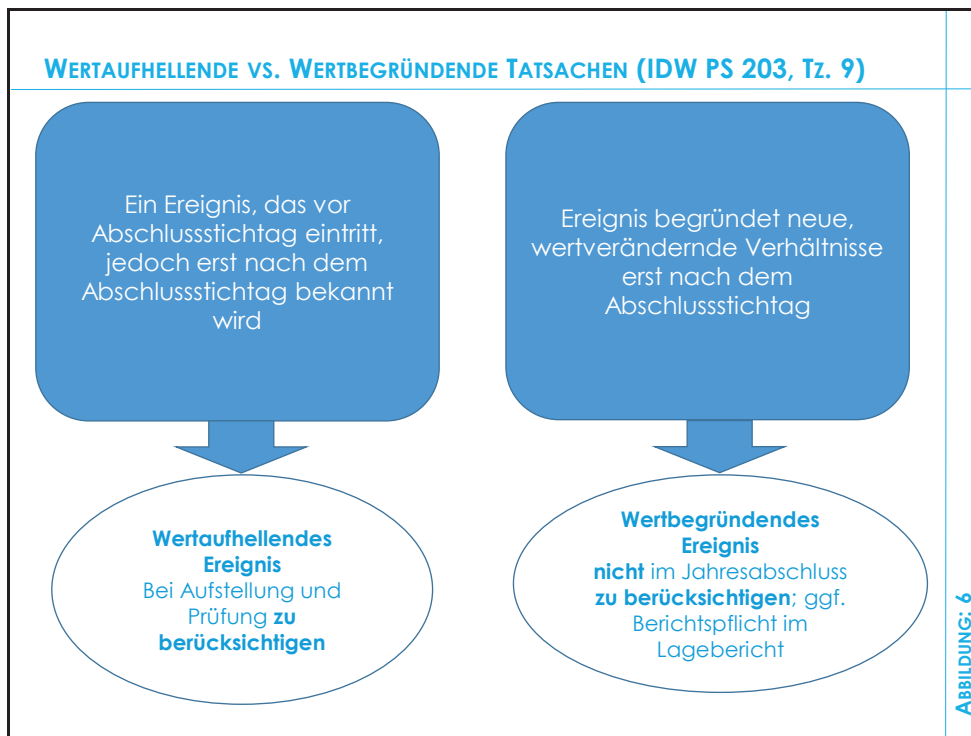 WERTAUFHELLENDE VS. WERTBEGRÜNDENDE TATSACHEN (IDW PS 203, TZ. 9)
Ein Ereignis, das vor
Abschlussstichtag eintritt,
jedoch erst nach dem
Abschlussstichtag bekannt
wird
Ereignis begründet neue,
wertverändernde Verhältnisse
erst nach dem
Abschlussstichtag
Wertaufhellendes
Ereignis
Bei Aufstellung und
Prüfung zu
berücksichtigen
Wertbegründendes
Ereignis
nicht im Jahresabschluss
zu berücksichtigen; ggf.
Berichtspflicht im
Lagebericht
ABBILDUNG: 6